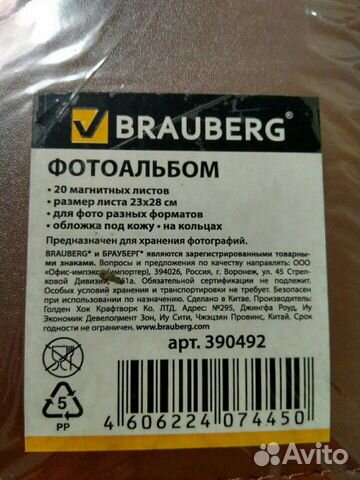 BRAUBERG®
ФОТОАЛЬБОМ
• 20 магнитных листов
• размер листа 23х28 см
• для фото разных форматов
• обложка под кожу • на кольцах
Предназначен для хранения фотографий.
BRAUBERG® и БРАУБЕРГ® являются зарегистрированными товарны-
ми знаками. Вопросы и предложения по качеству направлять: ООО
«Офис-импэкс» (импортер), 394026, Россия, г. Воронеж, ул. 45 Стрел-
ковой Дивизии, 61а. Обязательной сертификации не подлежит.
Особых условий хранения и транспортировки не требует. Безопасен
при использовании по назначению. Сделано в Китае. Производитель:
Голден Хок Крафтворк Ко. ЛТД. Адрес: №295, Джингфа Роуд, Иу
Экономик Девелопмент Зон, Иу Сити, Чжэцзян Провинс, Китай. Срок
годности не ограничен. www.brauberg.com
арт. 390492
5
PP
4 606224 074450
Avito